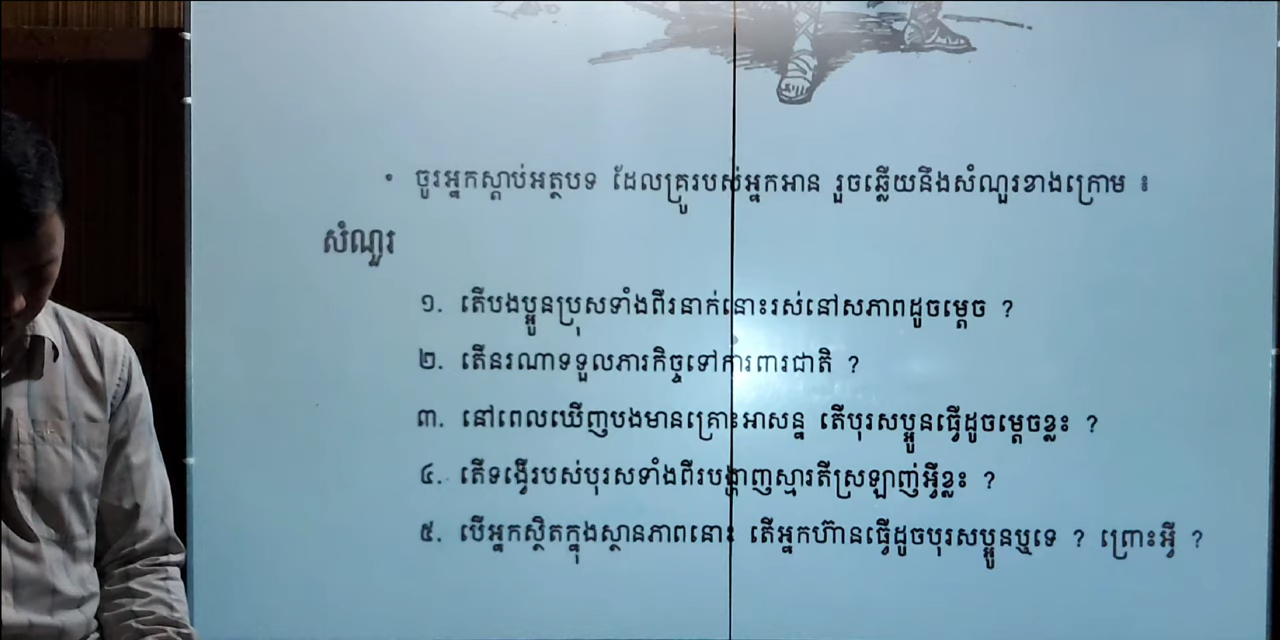 • ចូរអ្នកស្ដាប់អត្ថបទ ដែលគ្រូរបស់អ្នកអាន រួចឆ្លើយនឹងសំណួរខាងក្រោម ៖
សំណួរ
១. តើបងប្អូនប្រុសទាំងពីរនាក់នោះរស់នៅសភាពដូចម្ដេច ?
២. តើនរណាទទួលភារកិច្ចទៅការពារជាតិ ?
៣. នៅពេលឃើញបងមានគ្រោះអាសន្ន តើបុរសប្អូនធ្វើដូចម្ដេចខ្លះ ?
៤. តើទង្វើរបស់បុរសទាំងពីរបង្ហាញស្មារតីស្រឡាញ់អ្វីខ្លះ ?
៥. បើអ្នកស្ថិតក្នុងស្ថានភាពនោះ តើអ្នកហ៊ានធ្វើដូចបុរសប្អូនឬទេ ? ព្រោះអ្វី ?